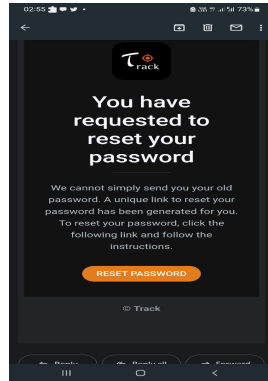 02:55
73%
Track
You have
requested to
reset your
password
We cannot simply send you your old
password. A unique link to reset your
password has been generated for you.
To reset your password, click the
following link and follow the
instructions.
RESET PASSWORD
© Track
Reply
Reply all
Forward